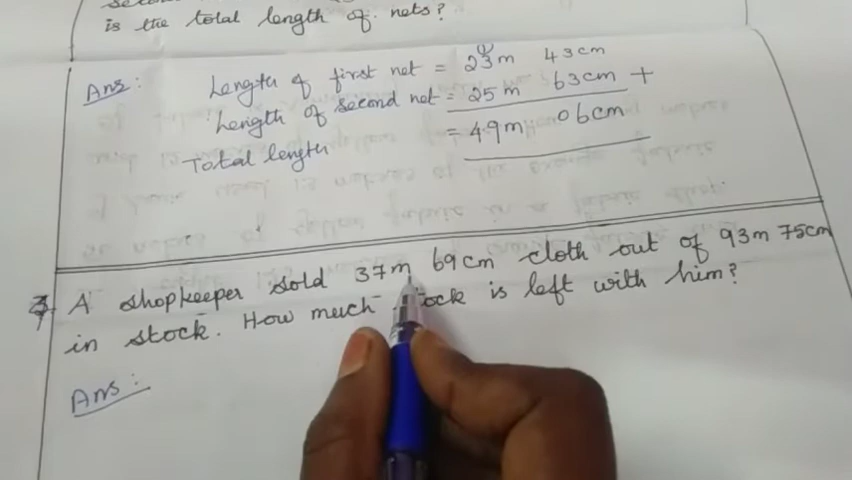 is the total length of nets?
Ans: Length of first net = 23m 43cm
Length of second net = 25m 63cm +
Total length = 49m 06cm
3. A shopkeeper sold 37m 69cm cloth out of 93m 75cm
in stock. How much is left with him?
Ans: